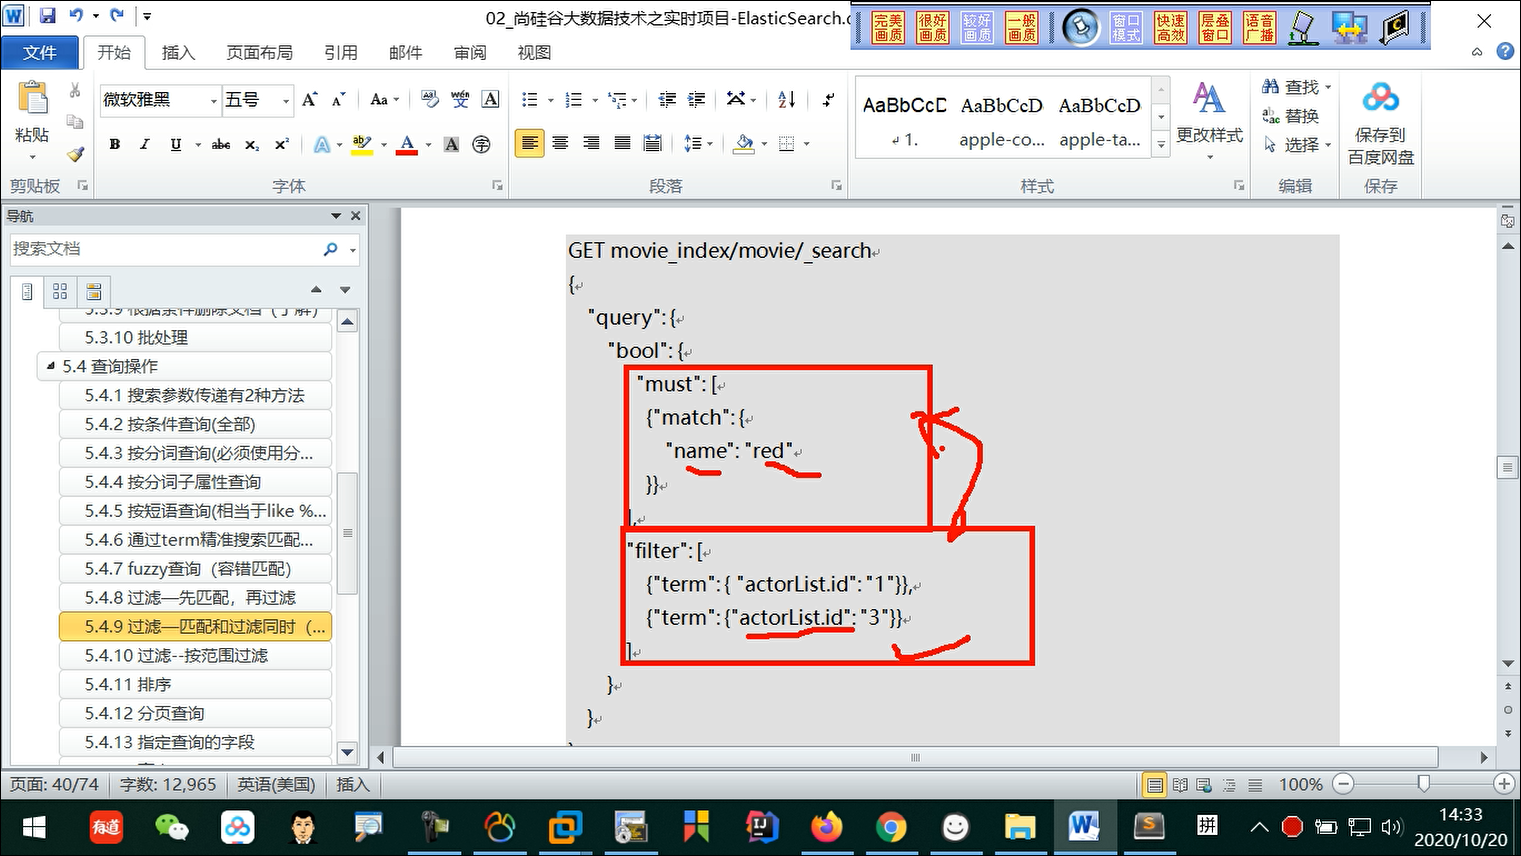 02_尚硅谷大数据技术之实时项目-ElasticSearch.d
完美画质 很好画质 较好画质 一般画质 窗口模式 快速高效 层叠窗口 语音广播
文件 开始 插入 页面布局 引用 邮件 审阅 视图
微软雅黑 五号
粘贴
AaBbCcD AaBbCcD AaBbCcD
1. apple-co... apple-ta...
更改样式
查找
替换
选择
保存到
百度网盘
剪贴板 字体 段落 样式 编辑 保存
导航
搜索文档
5.3.9 根据条件删除文档（了解）
5.3.10 批处理
5.4 查询操作
5.4.1 搜索参数传递有2种方法
5.4.2 按条件查询(全部)
5.4.3 按分词查询(必须使用分...
5.4.4 按分词子属性查询
5.4.5 按短语查询(相当于like %...
5.4.6 通过term精准搜索匹配...
5.4.7 fuzzy查询（容错匹配）
5.4.8 过滤—先匹配，再过滤
5.4.9 过滤—匹配和过滤同时（...
5.4.10 过滤--按范围过滤
5.4.11 排序
5.4.12 分页查询
5.4.13 指定查询的字段
GET movie_index/movie/_search
{
"query": {
"bool": {
"must": [
{"match": {
"name": "red"
}}
],
"filter": [
{"term": { "actorList.id": "1"}},
{"term": {"actorList.id": "3"}}
]
}
}
页面: 40/74 字数: 12,965 英语(美国) 插入 100%
有道
拼
14:33
2020/10/20